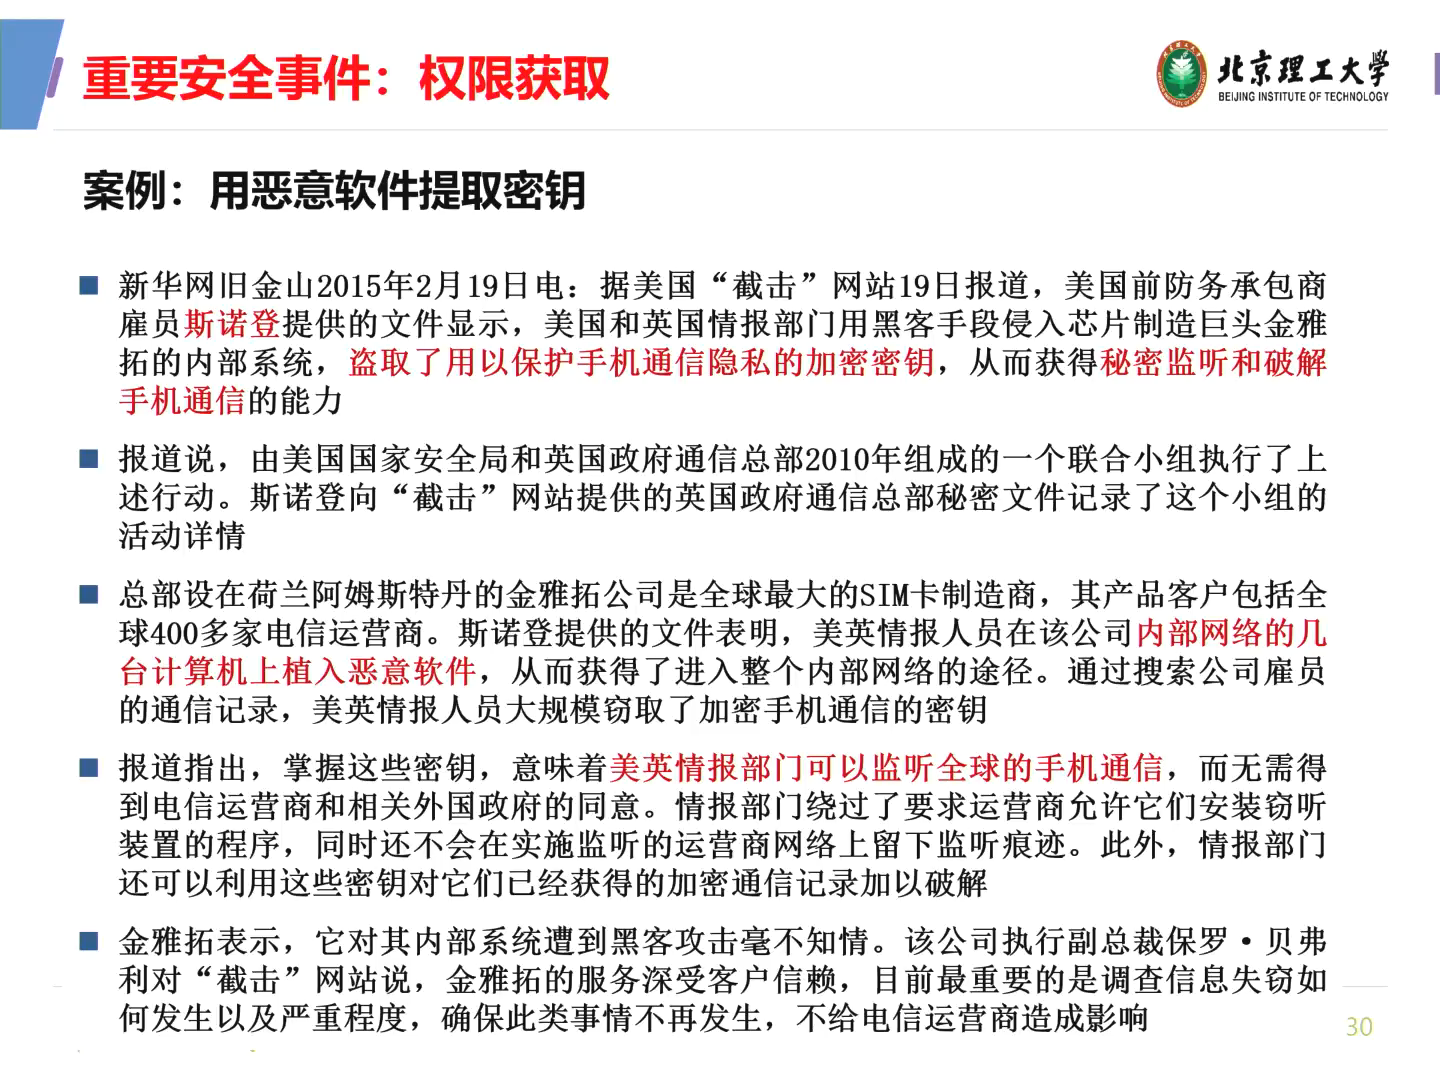 重要安全事件：权限获取
北京理工大学
BEIJING INSTITUTE OF TECHNOLOGY
案例：用恶意软件提取密钥
新华网旧金山2015年2月19日电：据美国“截击”网站19日报道，美国前防务承包商
雇员斯诺登提供的文件显示，美国和英国情报部门用黑客手段侵入芯片制造巨头金雅
拓的内部系统，盗取了用以保护手机通信隐私的加密密钥，从而获得秘密监听和破解
手机通信的能力
报道说，由美国国家安全局和英国政府通信总部2010年组成的一个联合小组执行了上
述行动。斯诺登向“截击”网站提供的英国政府通信总部秘密文件记录了这个小组的
活动详情
总部设在荷兰阿姆斯特丹的金雅拓公司是全球最大的SIM卡制造商，其产品客户包括全
球400多家电信运营商。斯诺登提供的文件表明，美英情报人员在该公司内部网络的几
台计算机上植入恶意软件，从而获得了进入整个内部网络的途径。通过搜索公司雇员
的通信记录，美英情报人员大规模窃取了加密手机通信的密钥
报道指出，掌握这些密钥，意味着美英情报部门可以监听全球的手机通信，而无需得
到电信运营商和相关外国政府的同意。情报部门绕过了要求运营商允许它们安装窃听
装置的程序，同时还不会在实施监听的运营商网络上留下监听痕迹。此外，情报部门
还可以利用这些密钥对它们已经获得的加密通信记录加以破解
金雅拓表示，它对其内部系统遭到黑客攻击毫不知情。该公司执行副总裁保罗·贝弗
利对“截击”网站说，金雅拓的服务深受客户信赖，目前最重要的是调查信息失窃如
何发生以及严重程度，确保此类事情不再发生，不给电信运营商造成影响
30